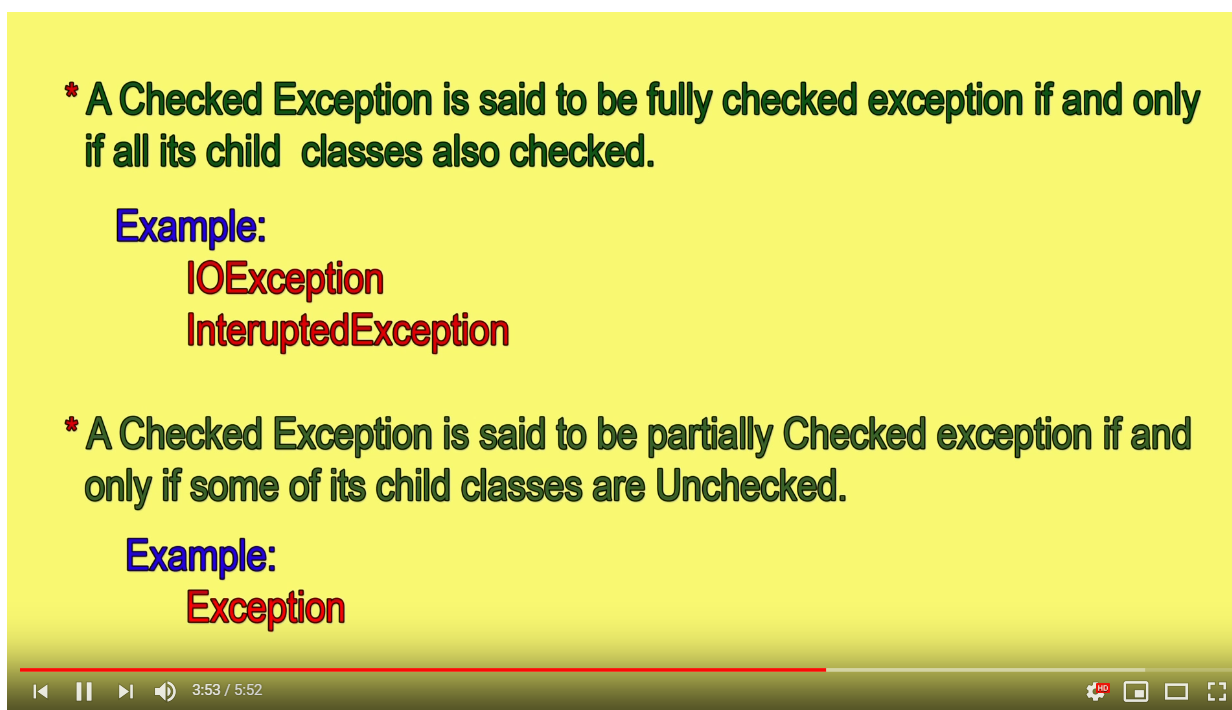 * A Checked Exception is said to be fully checked exception if and only
if all its child classes also checked.
Example:
IOException
InteruptedException
* A Checked Exception is said to be partially Checked exception if and
only if some of its child classes are Unchecked.
Example:
Exception
3:53 / 5:52
HD